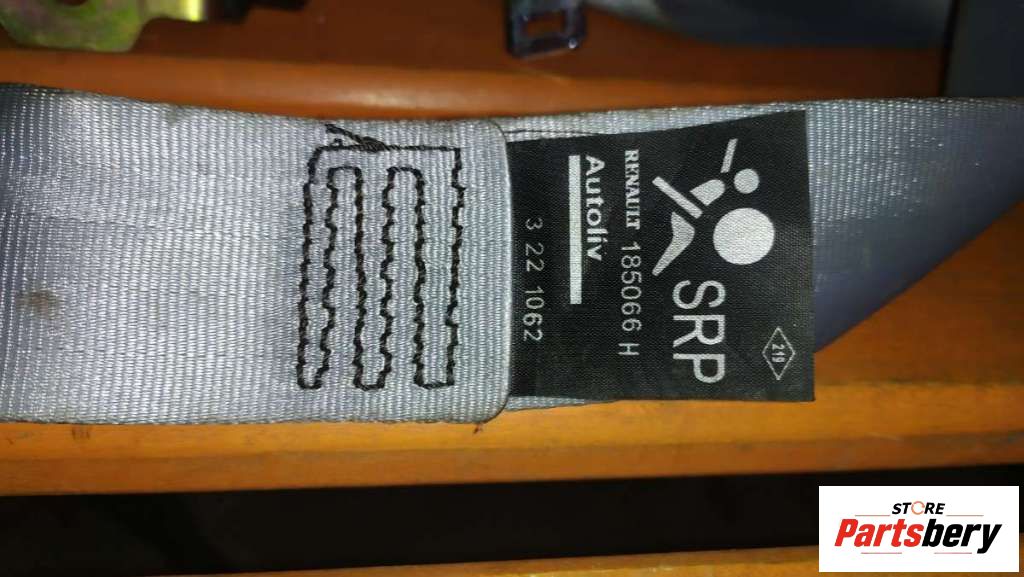 SRP
219
RENAULT 185066 H
Autoliv
3 22 1062
STORE
Partsbery